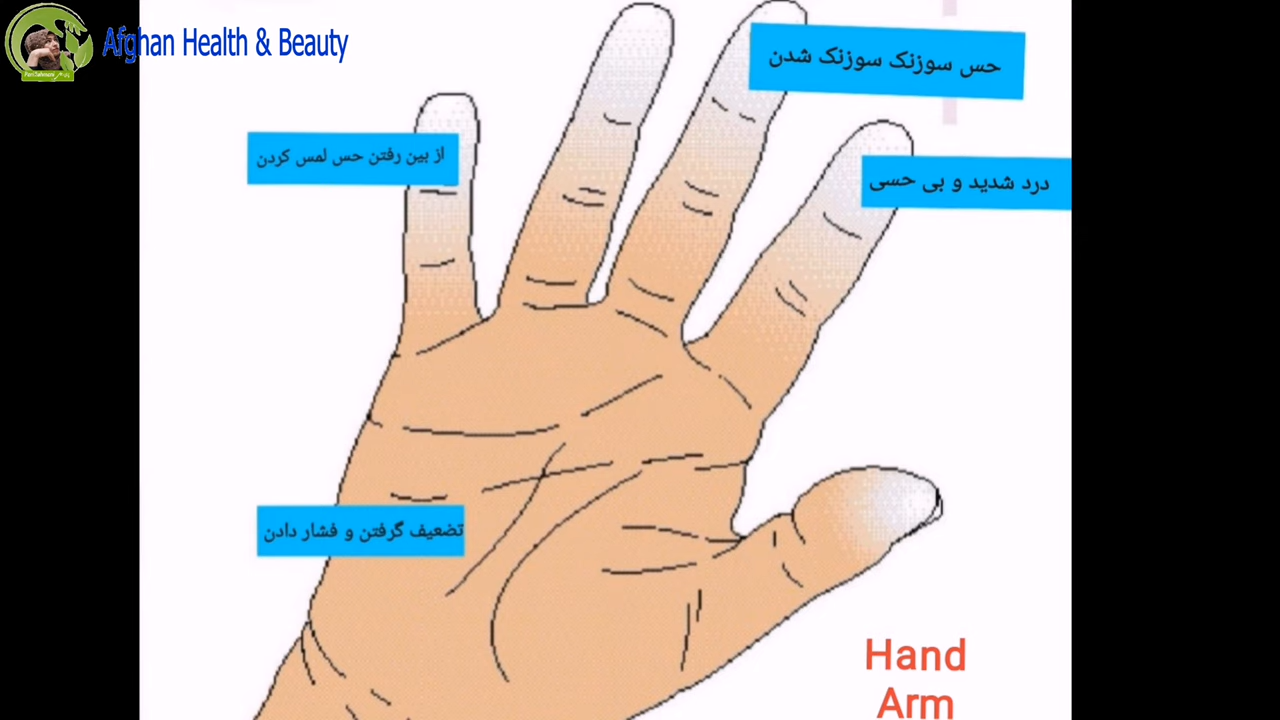 Afghan Health & Beauty
حس سوزنک سوزنک شدن
از بین رفتن حس لمس کردن
درد شدید و بی حسی
تضعیف گرفتن و فشار دادن
Hand
Arm